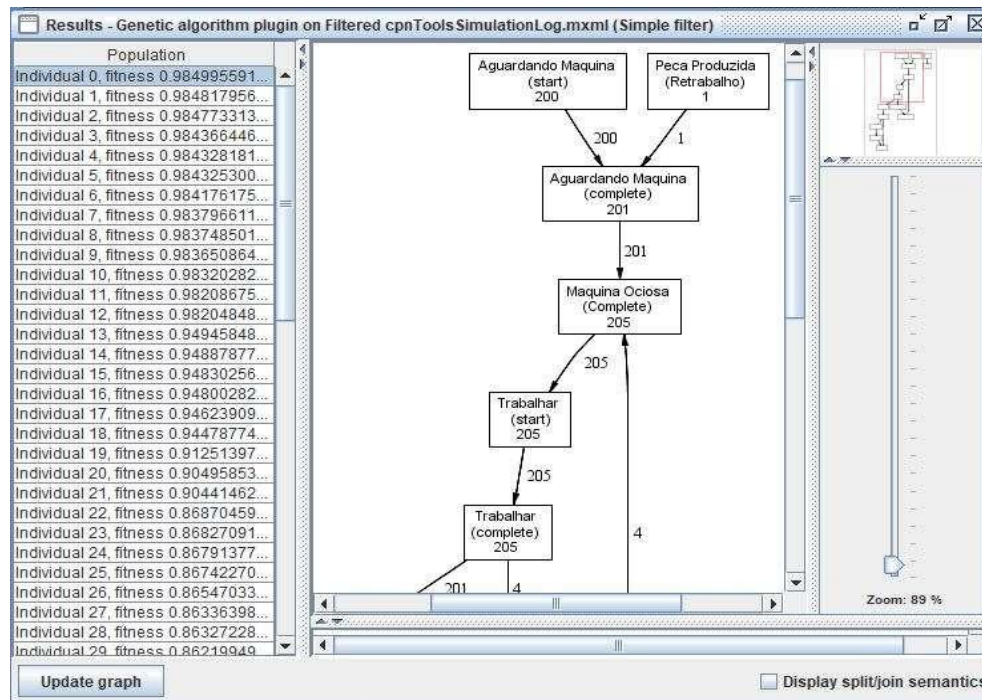 Results - Genetic algorithm plugin on Filtered cpnToolsSimulationLog.mxml (Simple filter)
Population
Individual 0, fitness 0.984995591...
Individual 1, fitness 0.984817956...
Individual 2, fitness 0.984773313...
Individual 3, fitness 0.984366446...
Individual 4, fitness 0.984328181...
Individual 5, fitness 0.984325300...
Individual 6, fitness 0.984176175...
Individual 7, fitness 0.983796611...
Individual 8, fitness 0.983748501...
Individual 9, fitness 0.983650864...
Individual 10, fitness 0.98320282...
Individual 11, fitness 0.98208675...
Individual 12, fitness 0.98204848...
Individual 13, fitness 0.94945848...
Individual 14, fitness 0.94887877...
Individual 15, fitness 0.94830256...
Individual 16, fitness 0.94800282...
Individual 17, fitness 0.94623909...
Individual 18, fitness 0.94478774...
Individual 19, fitness 0.91251397...
Individual 20, fitness 0.90495853...
Individual 21, fitness 0.90441462...
Individual 22, fitness 0.86870459...
Individual 23, fitness 0.86827091...
Individual 24, fitness 0.86791377...
Individual 25, fitness 0.86742270...
Individual 26, fitness 0.86547033...
Individual 27, fitness 0.86336398...
Individual 28, fitness 0.86327228...
Individual 29, fitness 0.86219949...
Aguardando Maquina
(start)
200
Peca Produzida
(Retrabalho)
1
200
1
Aguardando Maquina
(complete)
201
201
Maquina Ociosa
(Complete)
205
205
Trabalhar
(start)
205
205
Trabalhar
(complete)
205
4
201
4
Zoom: 89 %
Update graph
Display split/join semantics